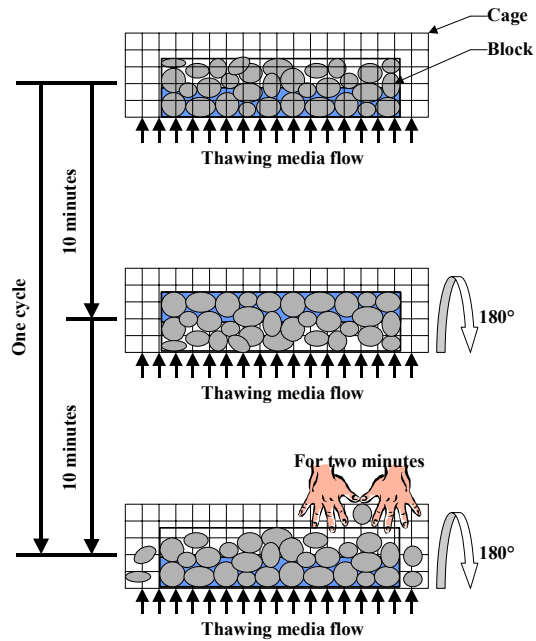 Cage
Block
Thawing media flow
10 minutes
One cycle
180°
Thawing media flow
10 minutes
For two minutes
180°
Thawing media flow